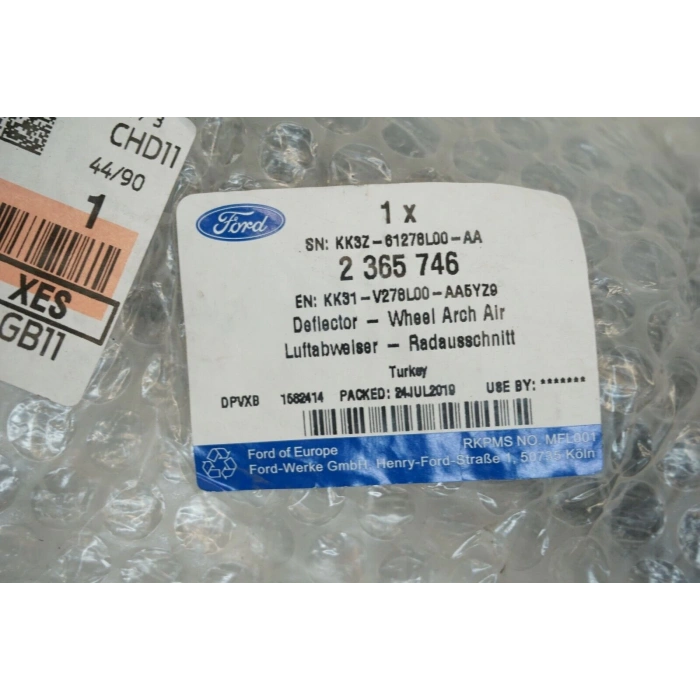 CHD11
44/90
1
XES
GB11
Ford
1 x
SN: KK3Z-61278L00-AA
2 365 746
EN: KK31-V278L00-AA5YZ9
Deflector - Wheel Arch Air
Luftabweiser - Radausschnitt
Turkey
DPVXB 1582414 PACKED: 24JUL2019 USE BY: *******
Ford of Europe RKPMS NO. MFL001
Ford-Werke GmbH, Henry-Ford-Straße 1, 50735 Köln